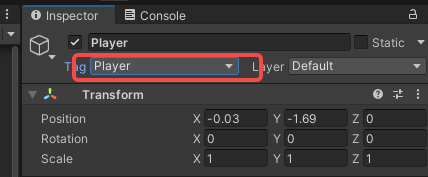 Inspector Console
Player Static
Tag Player Layer Default
Transform
Position X -0.03 Y -1.69 Z 0
Rotation X 0 Y 0 Z 0
Scale X 1 Y 1 Z 1